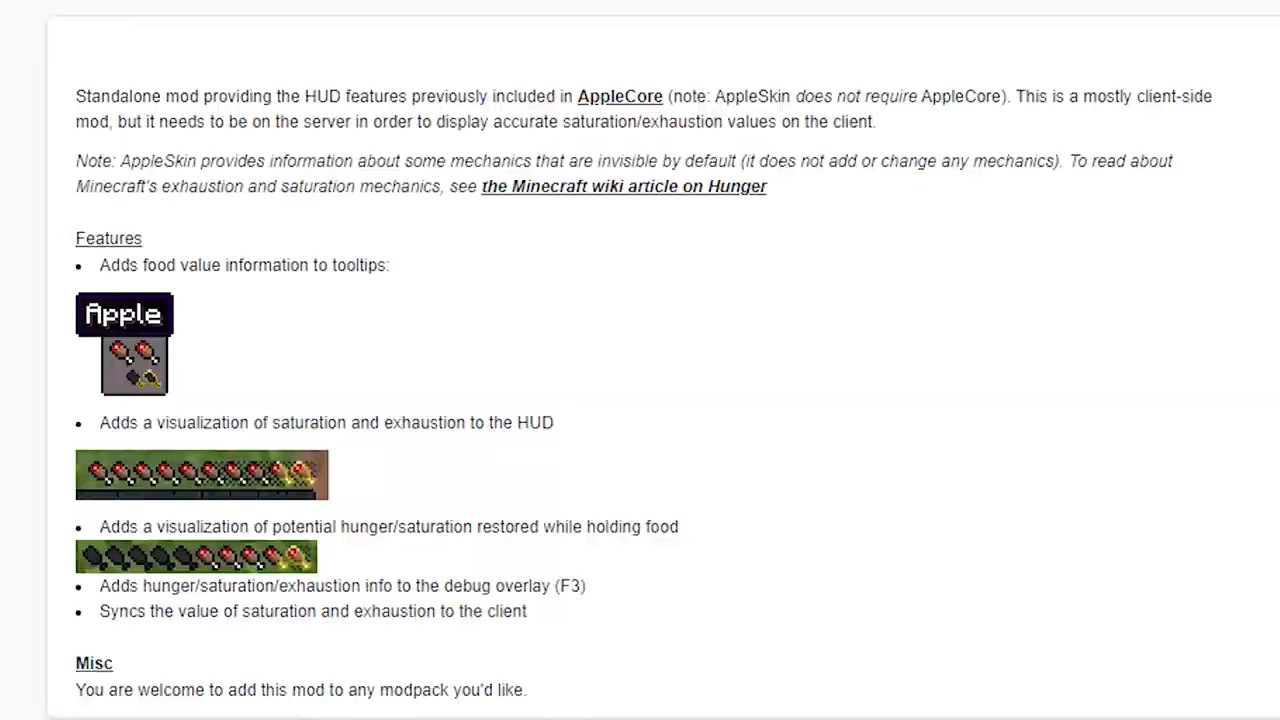 Standalone mod providing the HUD features previously included in AppleCore (note: AppleSkin does not require AppleCore). This is a mostly client-side
mod, but it needs to be on the server in order to display accurate saturation/exhaustion values on the client.
Note: AppleSkin provides information about some mechanics that are invisible by default (it does not add or change any mechanics). To read about
Minecraft's exhaustion and saturation mechanics, see the Minecraft wiki article on Hunger
Features
• Adds food value information to tooltips:
Apple
• Adds a visualization of saturation and exhaustion to the HUD
• Adds a visualization of potential hunger/saturation restored while holding food
• Adds hunger/saturation/exhaustion info to the debug overlay (F3)
• Syncs the value of saturation and exhaustion to the client
Misc
You are welcome to add this mod to any modpack you'd like.